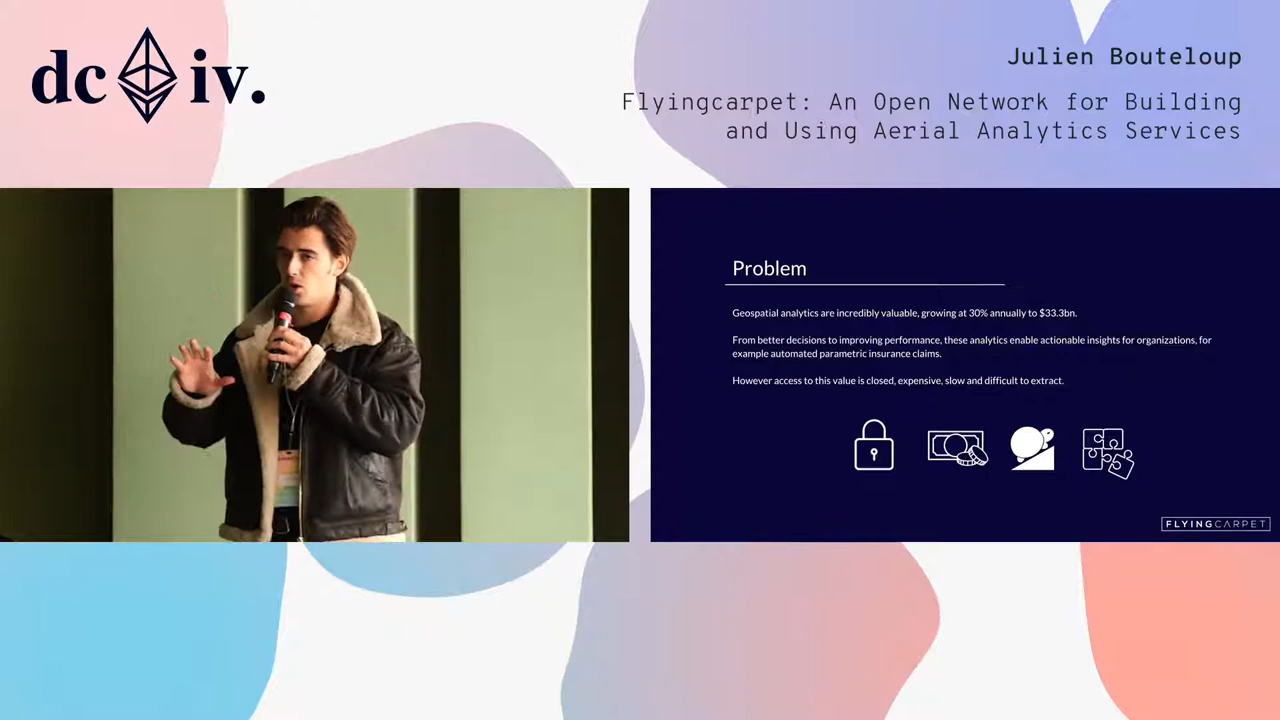 dc iv.
Julien Bouteloup
Flyingcarpet: An Open Network for Building
and Using Aerial Analytics Services
Problem
Geospatial analytics are incredibly valuable, growing at 30% annually to $33.3bn.
From better decisions to improving performance, these analytics enable actionable insights for organizations, for
example automated parametric insurance claims.
However access to this value is closed, expensive, slow and difficult to extract.
FLYINGCARPET